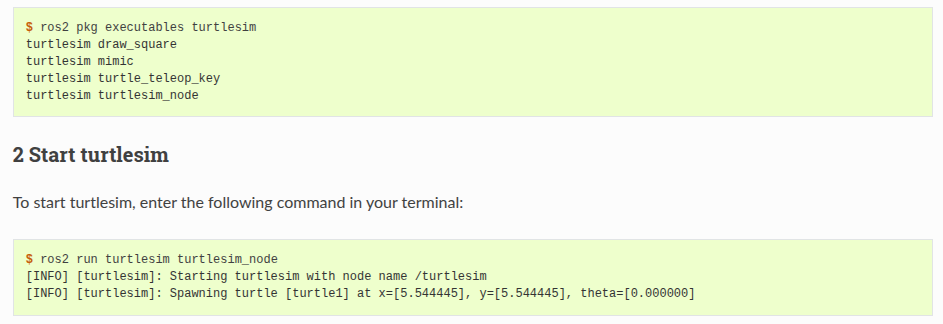 $ ros2 pkg executables turtlesim
turtlesim draw_square
turtlesim mimic
turtlesim turtle_teleop_key
turtlesim turtlesim_node
2 Start turtlesim
To start turtlesim, enter the following command in your terminal:
$ ros2 run turtlesim turtlesim_node
[INFO] [turtlesim]: Starting turtlesim with node name /turtlesim
[INFO] [turtlesim]: Spawning turtle [turtle1] at x=[5.544445], y=[5.544445], theta=[0.000000]